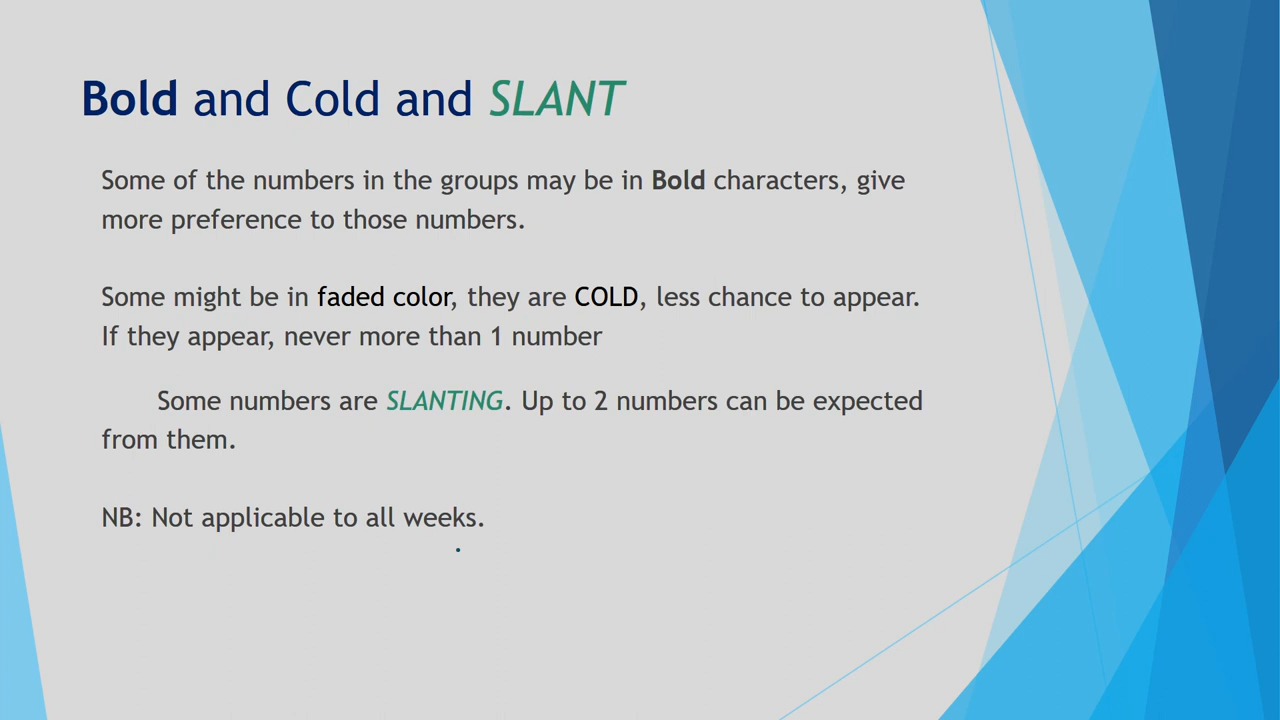 Bold and Cold and SLANT
Some of the numbers in the groups may be in Bold characters, give
more preference to those numbers.
Some might be in faded color, they are COLD, less chance to appear.
If they appear, never more than 1 number
Some numbers are SLANTING. Up to 2 numbers can be expected
from them.
NB: Not applicable to all weeks.